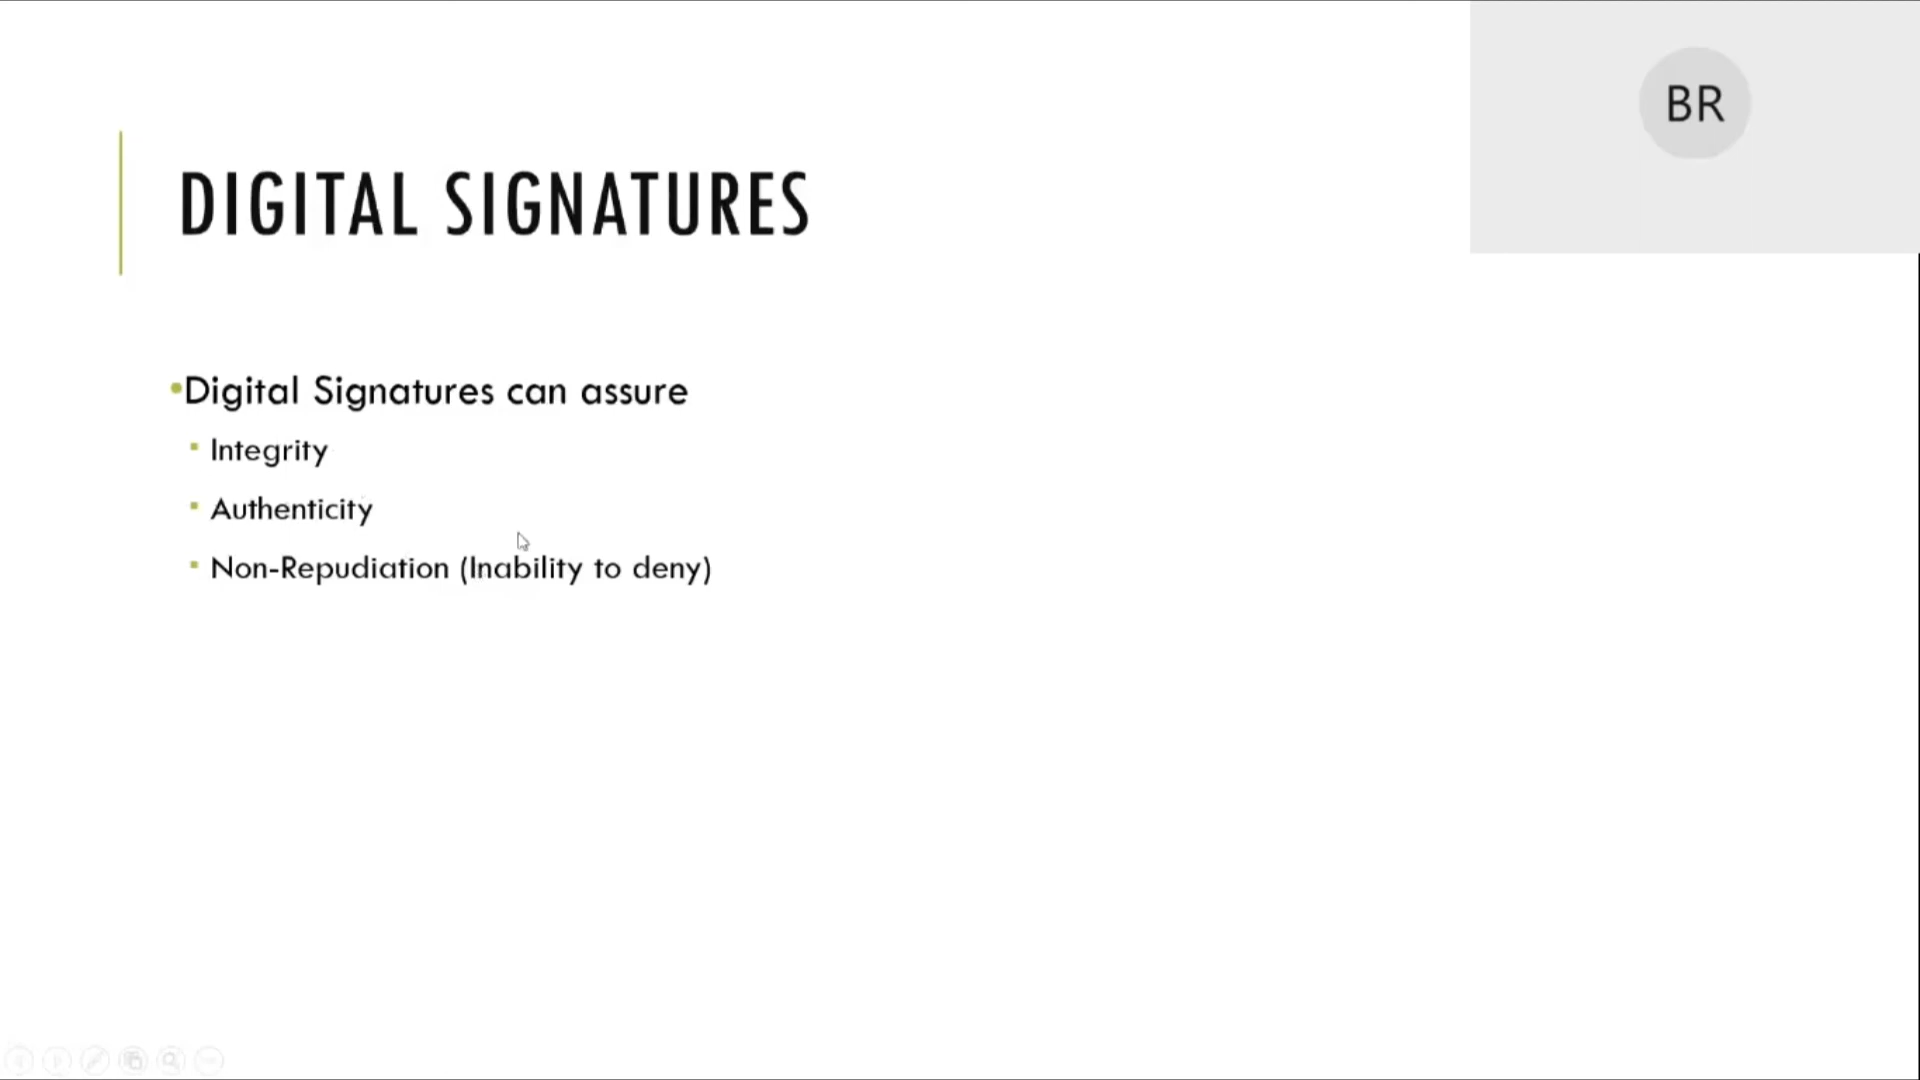 BR
DIGITAL SIGNATURES
•Digital Signatures can assure
▪ Integrity
▪ Authenticity
▪ Non-Repudiation (Inability to deny)